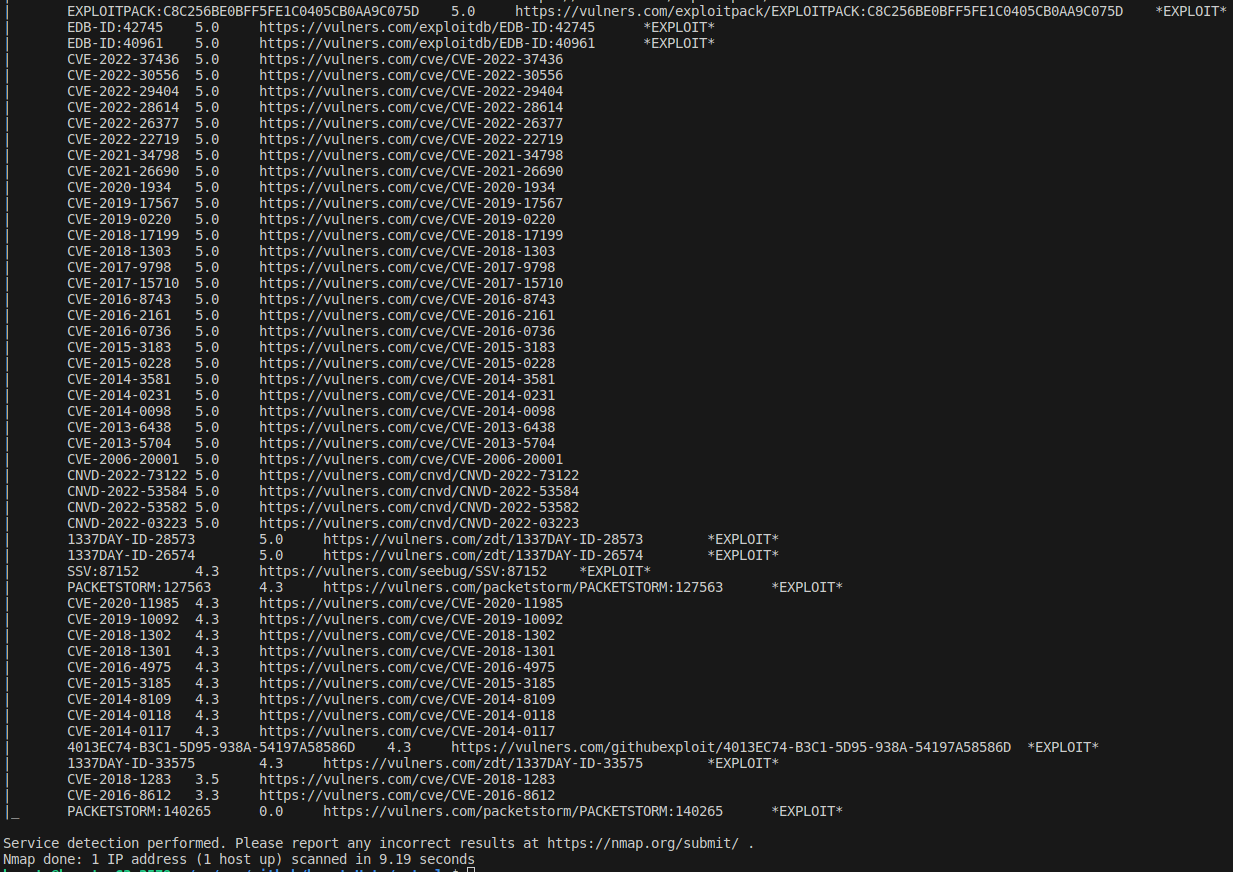 | EXPLOITPACK:C8C256BE0BFF5FE1C0405CB0AA9C075D 5.0 https://vulners.com/exploitpack/EXPLOITPACK:C8C256BE0BFF5FE1C0405CB0AA9C075D *EXPLOIT*
| EDB-ID:42745 5.0 https://vulners.com/exploitdb/EDB-ID:42745 *EXPLOIT*
| EDB-ID:40961 5.0 https://vulners.com/exploitdb/EDB-ID:40961 *EXPLOIT*
| CVE-2022-37436 5.0 https://vulners.com/cve/CVE-2022-37436
| CVE-2022-30556 5.0 https://vulners.com/cve/CVE-2022-30556
| CVE-2022-29404 5.0 https://vulners.com/cve/CVE-2022-29404
| CVE-2022-28614 5.0 https://vulners.com/cve/CVE-2022-28614
| CVE-2022-26377 5.0 https://vulners.com/cve/CVE-2022-26377
| CVE-2022-22719 5.0 https://vulners.com/cve/CVE-2022-22719
| CVE-2021-34798 5.0 https://vulners.com/cve/CVE-2021-34798
| CVE-2021-26690 5.0 https://vulners.com/cve/CVE-2021-26690
| CVE-2020-1934 5.0 https://vulners.com/cve/CVE-2020-1934
| CVE-2019-17567 5.0 https://vulners.com/cve/CVE-2019-17567
| CVE-2019-0220 5.0 https://vulners.com/cve/CVE-2019-0220
| CVE-2018-17199 5.0 https://vulners.com/cve/CVE-2018-17199
| CVE-2018-1303 5.0 https://vulners.com/cve/CVE-2018-1303
| CVE-2017-9798 5.0 https://vulners.com/cve/CVE-2017-9798
| CVE-2017-15710 5.0 https://vulners.com/cve/CVE-2017-15710
| CVE-2016-8743 5.0 https://vulners.com/cve/CVE-2016-8743
| CVE-2016-2161 5.0 https://vulners.com/cve/CVE-2016-2161
| CVE-2016-0736 5.0 https://vulners.com/cve/CVE-2016-0736
| CVE-2015-3183 5.0 https://vulners.com/cve/CVE-2015-3183
| CVE-2015-0228 5.0 https://vulners.com/cve/CVE-2015-0228
| CVE-2014-3581 5.0 https://vulners.com/cve/CVE-2014-3581
| CVE-2014-0231 5.0 https://vulners.com/cve/CVE-2014-0231
| CVE-2014-0098 5.0 https://vulners.com/cve/CVE-2014-0098
| CVE-2013-6438 5.0 https://vulners.com/cve/CVE-2013-6438
| CVE-2013-5704 5.0 https://vulners.com/cve/CVE-2013-5704
| CVE-2006-20001 5.0 https://vulners.com/cve/CVE-2006-20001
| CNVD-2022-73122 5.0 https://vulners.com/cnvd/CNVD-2022-73122
| CNVD-2022-53584 5.0 https://vulners.com/cnvd/CNVD-2022-53584
| CNVD-2022-53582 5.0 https://vulners.com/cnvd/CNVD-2022-53582
| CNVD-2022-03223 5.0 https://vulners.com/cnvd/CNVD-2022-03223
| 1337DAY-ID-28573 5.0 https://vulners.com/zdt/1337DAY-ID-28573 *EXPLOIT*
| 1337DAY-ID-26574 5.0 https://vulners.com/zdt/1337DAY-ID-26574 *EXPLOIT*
| SSV:87152 4.3 https://vulners.com/seebug/SSV:87152 *EXPLOIT*
| PACKETSTORM:127563 4.3 https://vulners.com/packetstorm/PACKETSTORM:127563 *EXPLOIT*
| CVE-2020-11985 4.3 https://vulners.com/cve/CVE-2020-11985
| CVE-2019-10092 4.3 https://vulners.com/cve/CVE-2019-10092
| CVE-2018-1302 4.3 https://vulners.com/cve/CVE-2018-1302
| CVE-2018-1301 4.3 https://vulners.com/cve/CVE-2018-1301
| CVE-2016-4975 4.3 https://vulners.com/cve/CVE-2016-4975
| CVE-2015-3185 4.3 https://vulners.com/cve/CVE-2015-3185
| CVE-2014-8109 4.3 https://vulners.com/cve/CVE-2014-8109
| CVE-2014-0118 4.3 https://vulners.com/cve/CVE-2014-0118
| CVE-2014-0117 4.3 https://vulners.com/cve/CVE-2014-0117
| 4013EC74-B3C1-5D95-938A-54197A58586D 4.3 https://vulners.com/githubexploit/4013EC74-B3C1-5D95-938A-54197A58586D *EXPLOIT*
| 1337DAY-ID-33575 4.3 https://vulners.com/zdt/1337DAY-ID-33575 *EXPLOIT*
| CVE-2018-1283 3.5 https://vulners.com/cve/CVE-2018-1283
| CVE-2016-8612 3.3 https://vulners.com/cve/CVE-2016-8612
|_ PACKETSTORM:140265 0.0 https://vulners.com/packetstorm/PACKETSTORM:140265 *EXPLOIT*
Service detection performed. Please report any incorrect results at https://nmap.org/submit/ .
Nmap done: 1 IP address (1 host up) scanned in 9.19 seconds